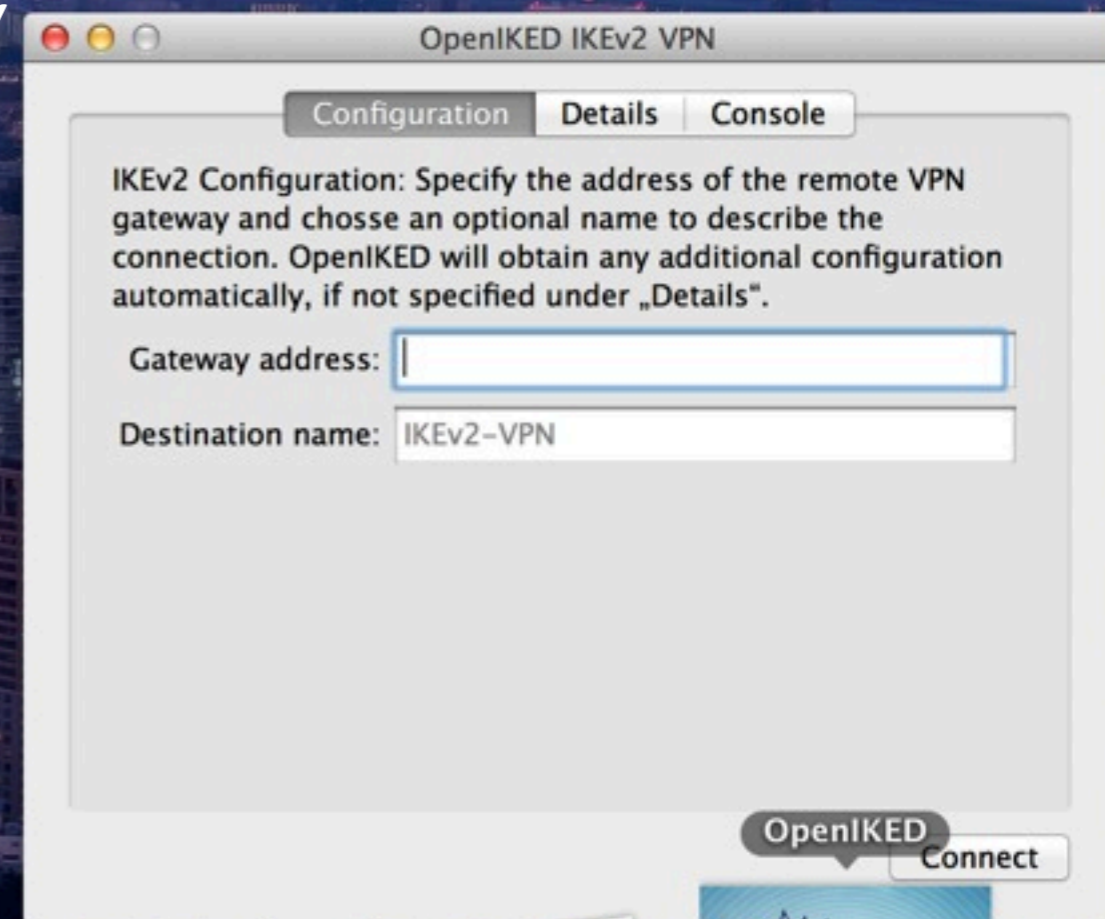 OpenIKED IKEv2 VPN
Configuration Details Console
IKEv2 Configuration: Specify the address of the remote VPN
gateway and chosse an optional name to describe the
connection. OpenIKED will obtain any additional configuration
automatically, if not specified under „Details“.
Gateway address:
Destination name: IKEv2-VPN
OpenIKED
Connect